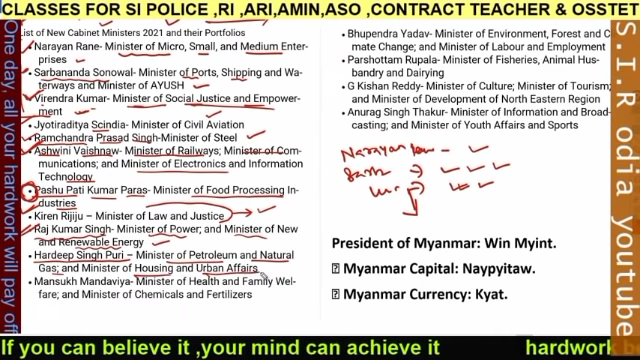 CLASSES FOR SI POLICE ,RI ,ARI,AMIN,ASO ,CONTRACT TEACHER & OSSTET
One day, all your hardwork will pay off
List of New Cabinet Ministers 2021 and their Portfolios
Narayan Rane- Minister of Micro, Small, and Medium Enter-
prises
Sarbananda Sonowal- Minister of Ports, Shipping and Wa-
terways and Minister of AYUSH
Virendra Kumar- Minister of Social Justice and Empower-
ment
Jyotiraditya Scindia- Minister of Civil Aviation
Ramchandra Prasad Singh-Minister of Steel
Ashwini Vaishnaw- Minister of Railways; Minister of Com-
munications; and Minister of Electronics and Information
Technology
Pashu Pati Kumar Paras- Minister of Food Processing In-
dustries
Kiren Rijiju – Minister of Law and Justice
Raj Kumar Singh- Minister of Power; and Minister of New
and Renewable Energy
Hardeep Singh Puri – Minister of Petroleum and Natural
Gas; and Minister of Housing and Urban Affairs
Mansukh Mandaviya- Minister of Health and Family Wel-
fare; and Minister of Chemicals and Fertilizers
• Bhupendra Yadav- Minister of Environment, Forest and C
mate Change; and Minister of Labour and Employment
• Parshottam Rupala- Minister of Fisheries, Animal Hus-
bandry and Dairying
• G Kishan Reddy- Minister of Culture; Minister of Tourism;
and Minister of Development of North Eastern Region
• Anurag Singh Thakur- Minister of Information and Broad-
casting; and Minister of Youth Affairs and Sports
Narayan
President of Myanmar: Win Myint.
Myanmar Capital: Naypyitaw.
Myanmar Currency: Kyat.
S.I.R odia youtube
If you can believe it ,your mind can achieve it
hardwork be